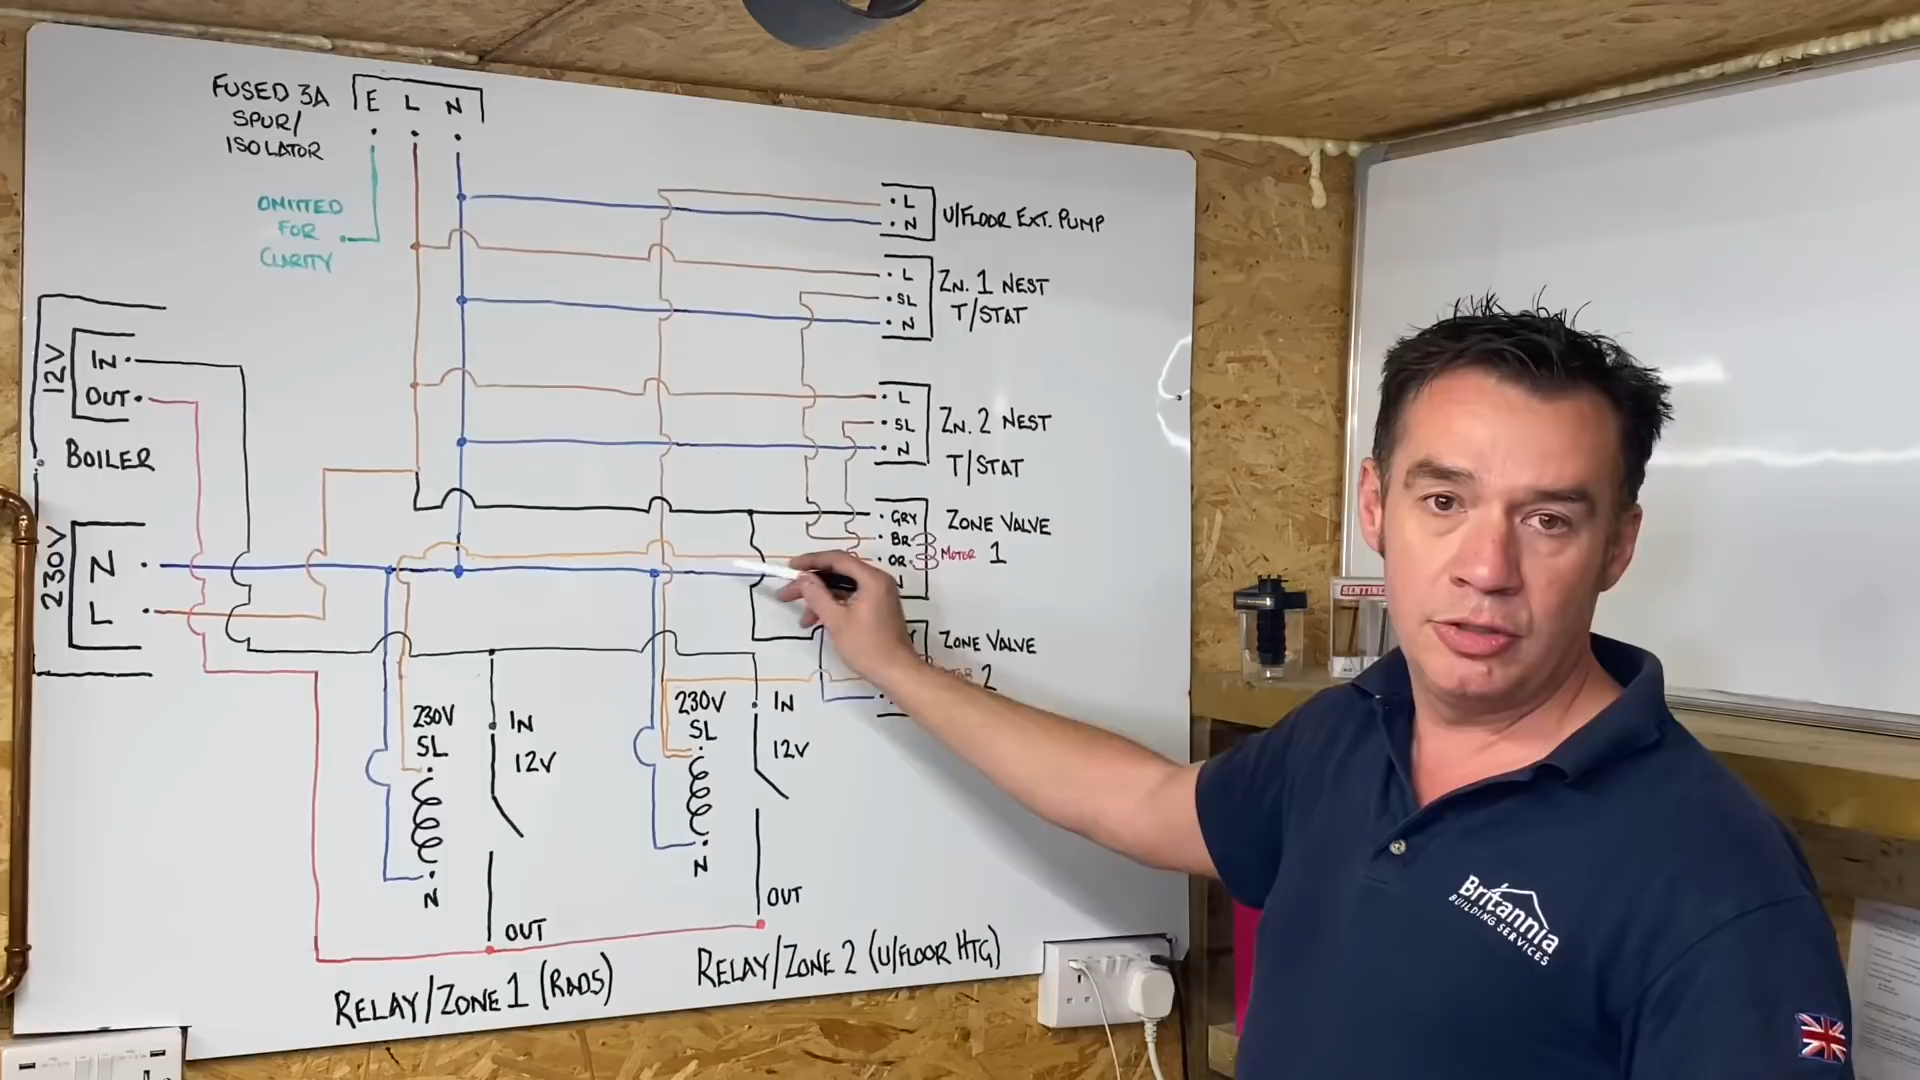 FUSED 3A
SPUR/
ISOLATOR
E L N
OMITTED
FOR
CLARITY
L
N
U/FLOOR EXT. PUMP
L
SL
N
ZN. 1 NEST
T/STAT
L
SL
N
ZN. 2 NEST
T/STAT
12V
IN
OUT
BOILER
230V
N
L
GRY
BR
OR
N
MOTOR
ZONE VALVE
1
ZONE VALVE
2
230V
SL
N
IN
12V
OUT
RELAY/ZONE 1 (RADS)
230V
SL
N
IN
12V
OUT
RELAY/ZONE 2 (U/FLOOR HTG)
SENTINEL
Britannia
BUILDING SERVICES